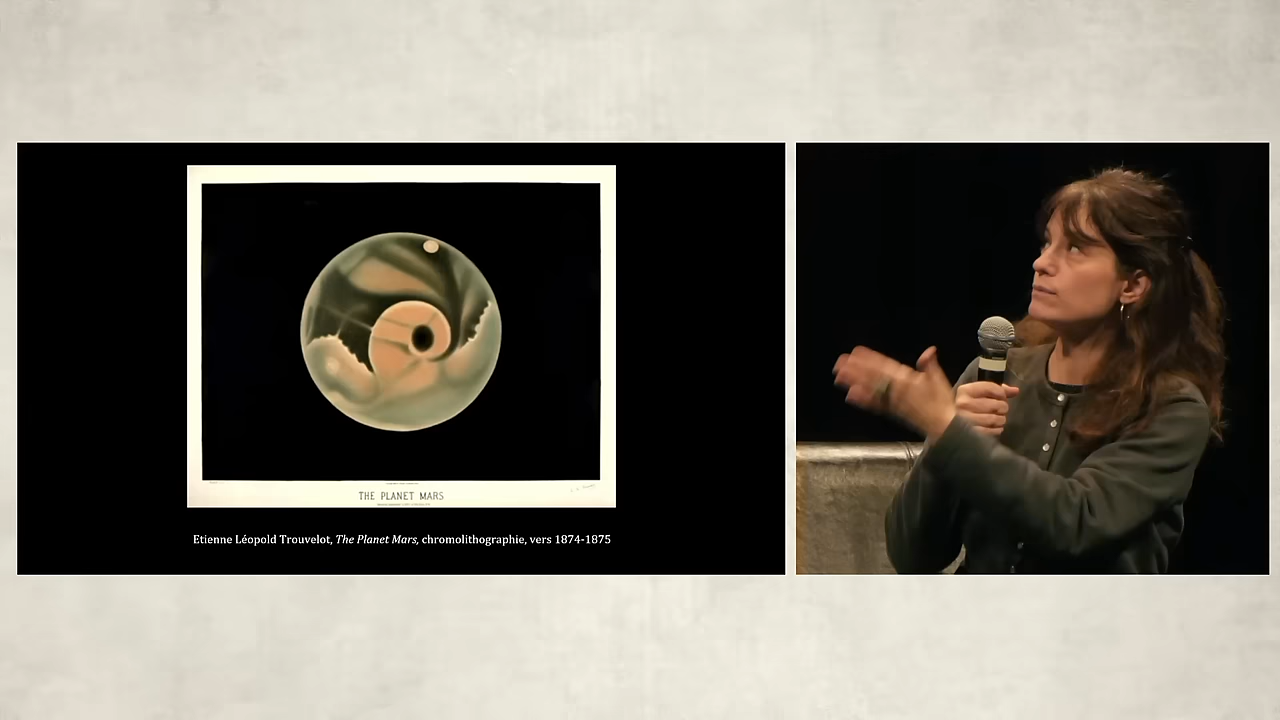 THE PLANET MARS
Etienne Léopold Trouvelot, The Planet Mars, chromolithographie, vers 1874-1875